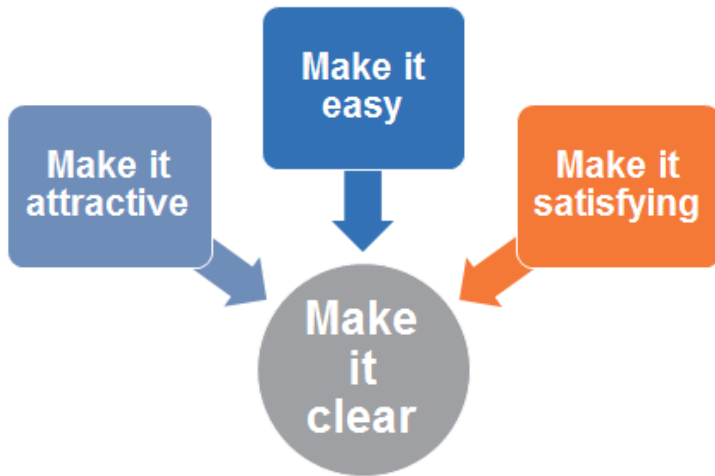 Make it
easy
Make it
attractive
Make it
satisfying
Make
it
clear